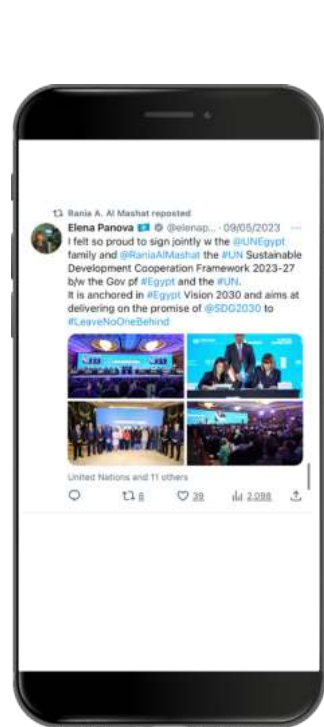 Rania A. Al Mashat reposted
Elena Panova @elenap... · 09/05/2023 ...
I felt so proud to sign jointly w the @UNEgypt
family and @RaniaAlMashat the #UN Sustainable
Development Cooperation Framework 2023-27
b/w the Gov pf #Egypt and the #UN.
It is anchored in #Egypt Vision 2030 and aims at
delivering on the promise of @SDG2030 to
#LeaveNoOneBehind
United Nations and 11 others
8 39 2,098